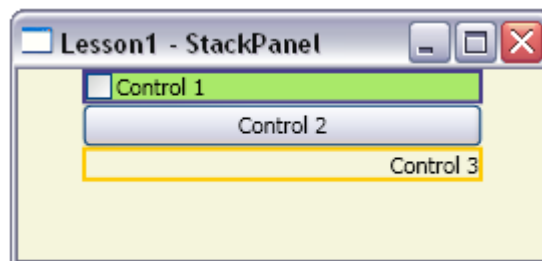 Lesson1 - StackPanel
Control 1
Control 2
Control 3